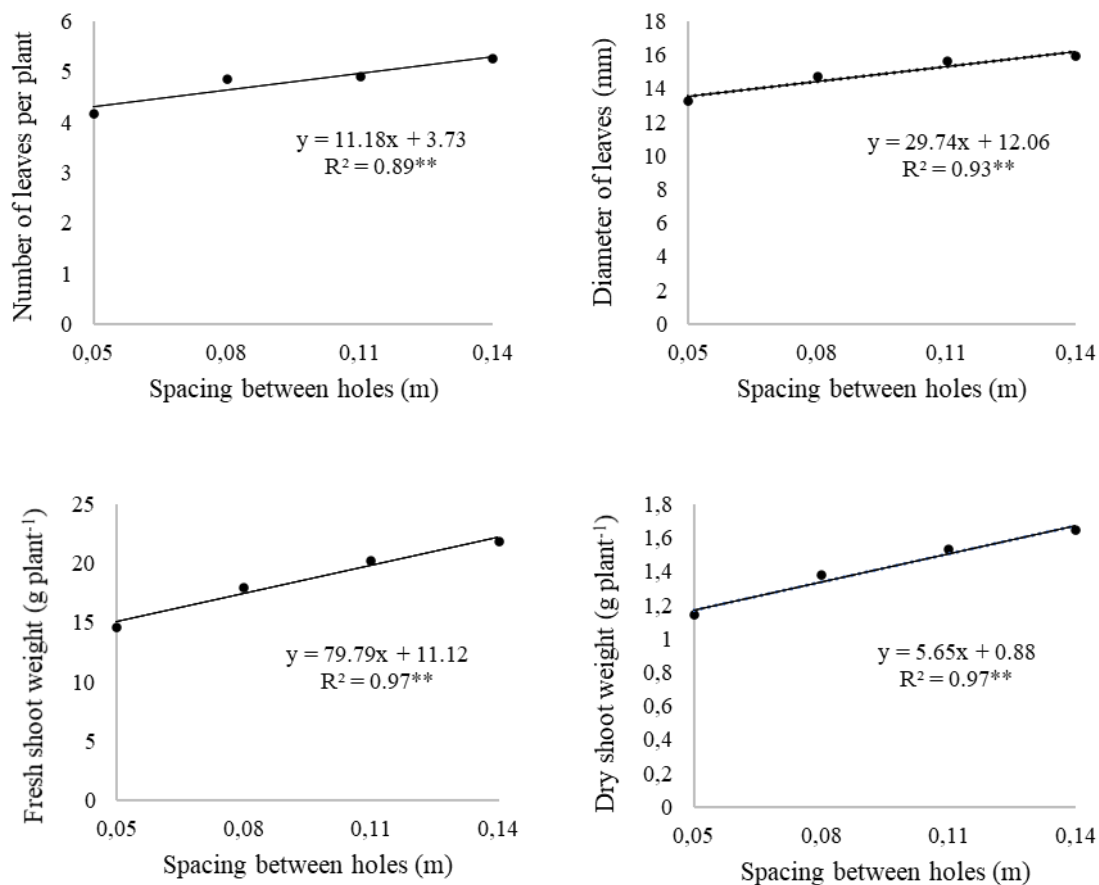 Number of leaves per plant
6
5
4
3
2
1
0
y = 11.18x + 3.73
R² = 0.89**
0,05 0,08 0,11 0,14
Spacing between holes (m)
Diameter of leaves (mm)
18
16
14
12
10
8
6
4
2
0
y = 29.74x + 12.06
R² = 0.93**
0,05 0,08 0,11 0,14
Spacing between holes (m)
Fresh shoot weight (g plant⁻¹)
25
20
15
10
5
0
y = 79.79x + 11.12
R² = 0.97**
0,05 0,08 0,11 0,14
Spacing between holes (m)
Dry shoot weight (g plant⁻¹)
1,8
1,6
1,4
1,2
1
0,8
0,6
0,4
0,2
0
y = 5.65x + 0.88
R² = 0.97**
0,05 0,08 0,11 0,14
Spacing between holes (m)